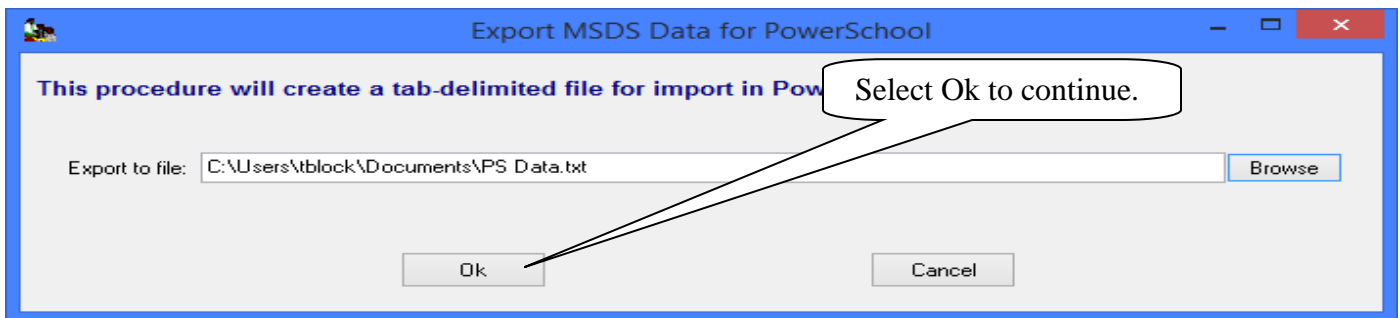 Export MSDS Data for PowerSchool
This procedure will create a tab-delimited file for import in Pow
Select Ok to continue.
Export to file: C:\Users\tblock\Documents\PS Data.txt Browse
Ok Cancel